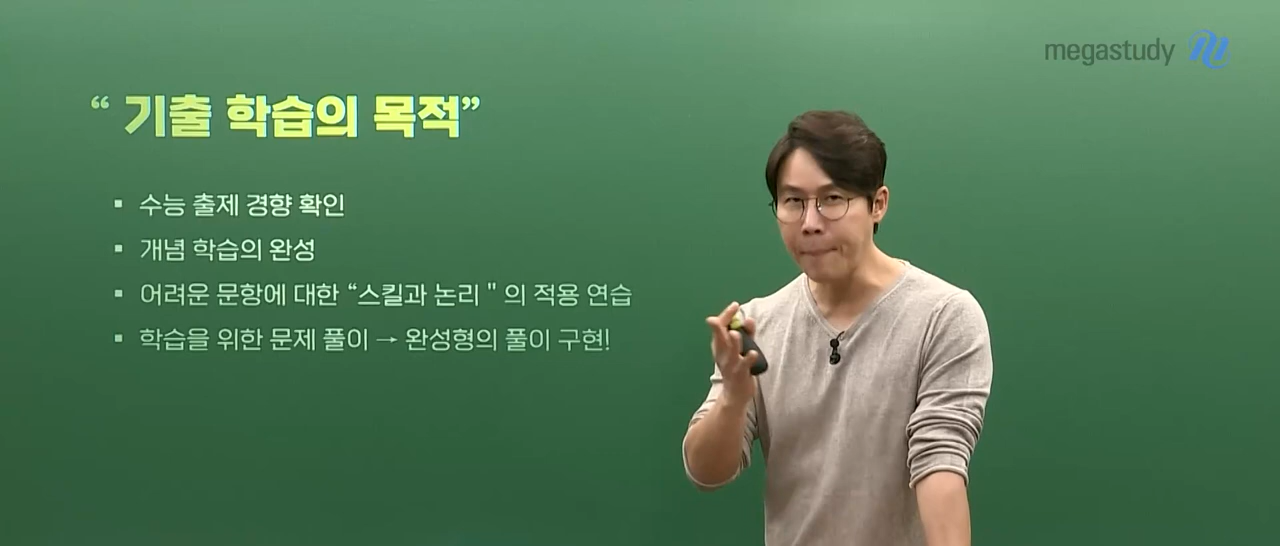 megastudy
“ 기출 학습의 목적”
▪ 수능 출제 경향 확인
▪ 개념 학습의 완성
▪ 어려운 문항에 대한 “스킬과 논리 " 의 적용 연습
▪ 학습을 위한 문제 풀이 → 완성형의 풀이 구현!